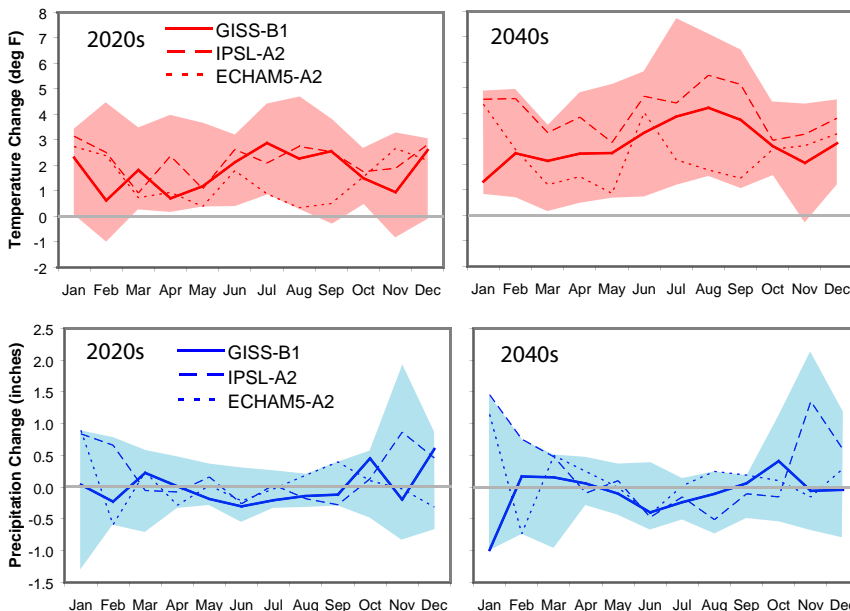 8
7
6
5
4
3
2
1
0
-1
-2
Temperature Change (deg F)
2020s
GISS-B1
IPSL-A2
ECHAM5-A2
Jan Feb Mar Apr May Jun Jul Aug Sep Oct Nov Dec
2040s
Jan Feb Mar Apr May Jun Jul Aug Sep Oct Nov Dec
2.5
2.0
1.5
1.0
0.5
0.0
-0.5
-1.0
-1.5
Precipitation Change (inches)
2020s
GISS-B1
IPSL-A2
ECHAM5-A2
Jan Feb Mar Apr May Jun Jul Aug Sep Oct Nov Dec
2040s
Jan Feb Mar Apr May Jun Jul Aug Sep Oct Nov Dec